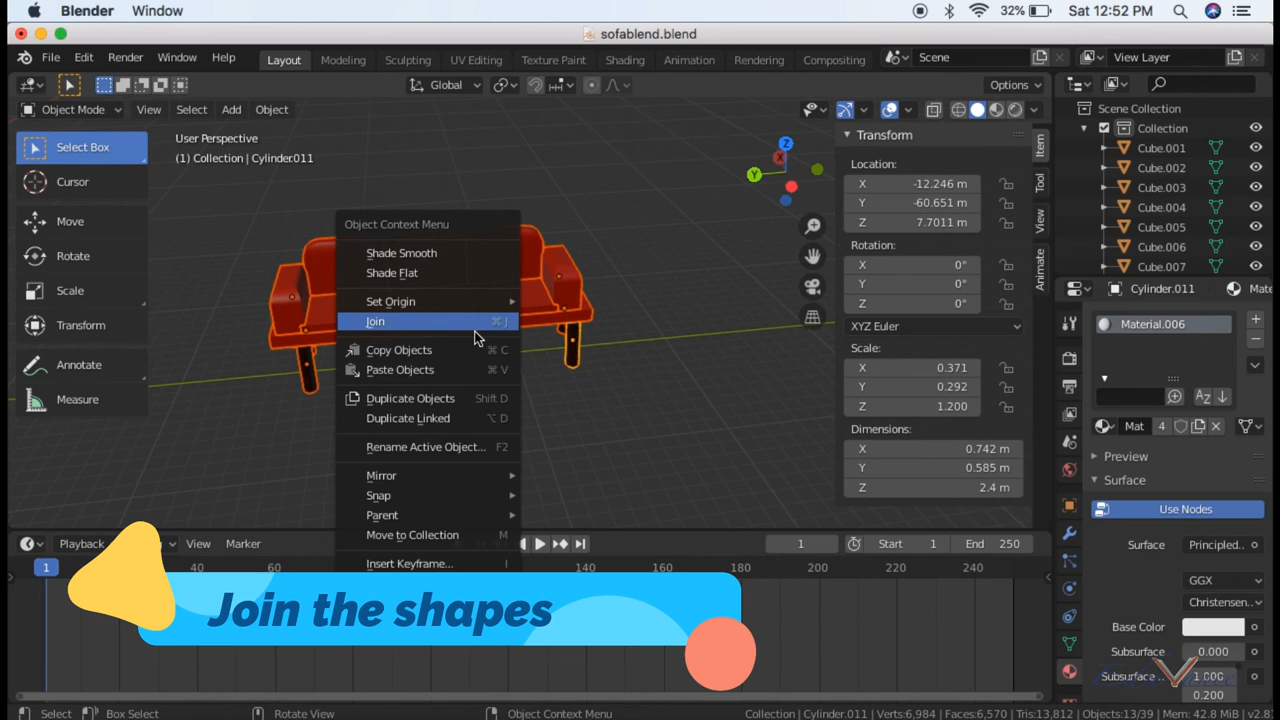 Blender Window 32% Sat 12:52 PM
sofablend.blend
File Edit Render Window Help Layout Modeling Sculpting UV Editing Texture Paint Shading Animation Rendering Compositing Scene View Layer
Global Options
Object Mode View Select Add Object
Select Box
Cursor
Move
Rotate
Scale
Transform
Annotate
Measure
User Perspective
(1) Collection | Cylinder.011
Z
X
Y
Object Context Menu
Shade Smooth
Shade Flat
Set Origin
Join ⌘ J
Copy Objects ⌘ C
Paste Objects ⌘ V
Duplicate Objects Shift D
Duplicate Linked ⌥ D
Rename Active Object... F2
Mirror
Snap
Parent
Move to Collection M
Insert Keyframe... I
Transform
Location:
X -12.246 m
Y -60.651 m
Z 7.7011 m
Rotation:
X 0°
Y 0°
Z 0°
XYZ Euler
Scale:
X 0.371
Y 0.292
Z 1.200
Dimensions:
X 0.742 m
Y 0.585 m
Z 2.4 m
Item
Tool
View
Animate
Scene Collection
Collection
Cube.001
Cube.002
Cube.003
Cube.004
Cube.005
Cube.006
Cube.007
Cylinder.011 Mate
Material.006
Mat 4
Preview
Surface
Use Nodes
Surface Principled..
GGX
Christensen..
Base Color
Subsurface 0.000
Subsurface.. 1.000
0.200
Playback View Marker 1 Start 1 End 250
1 40 60 80 140 160 180 200 220 240
Join the shapes
Select Box Select Rotate View Object Context Menu Collection | Cylinder.011 | Verts:6,984 | Faces:6,570 | Tris:13,812 | Objects:13/39 | Mem: 42.8 MiB | v2.8